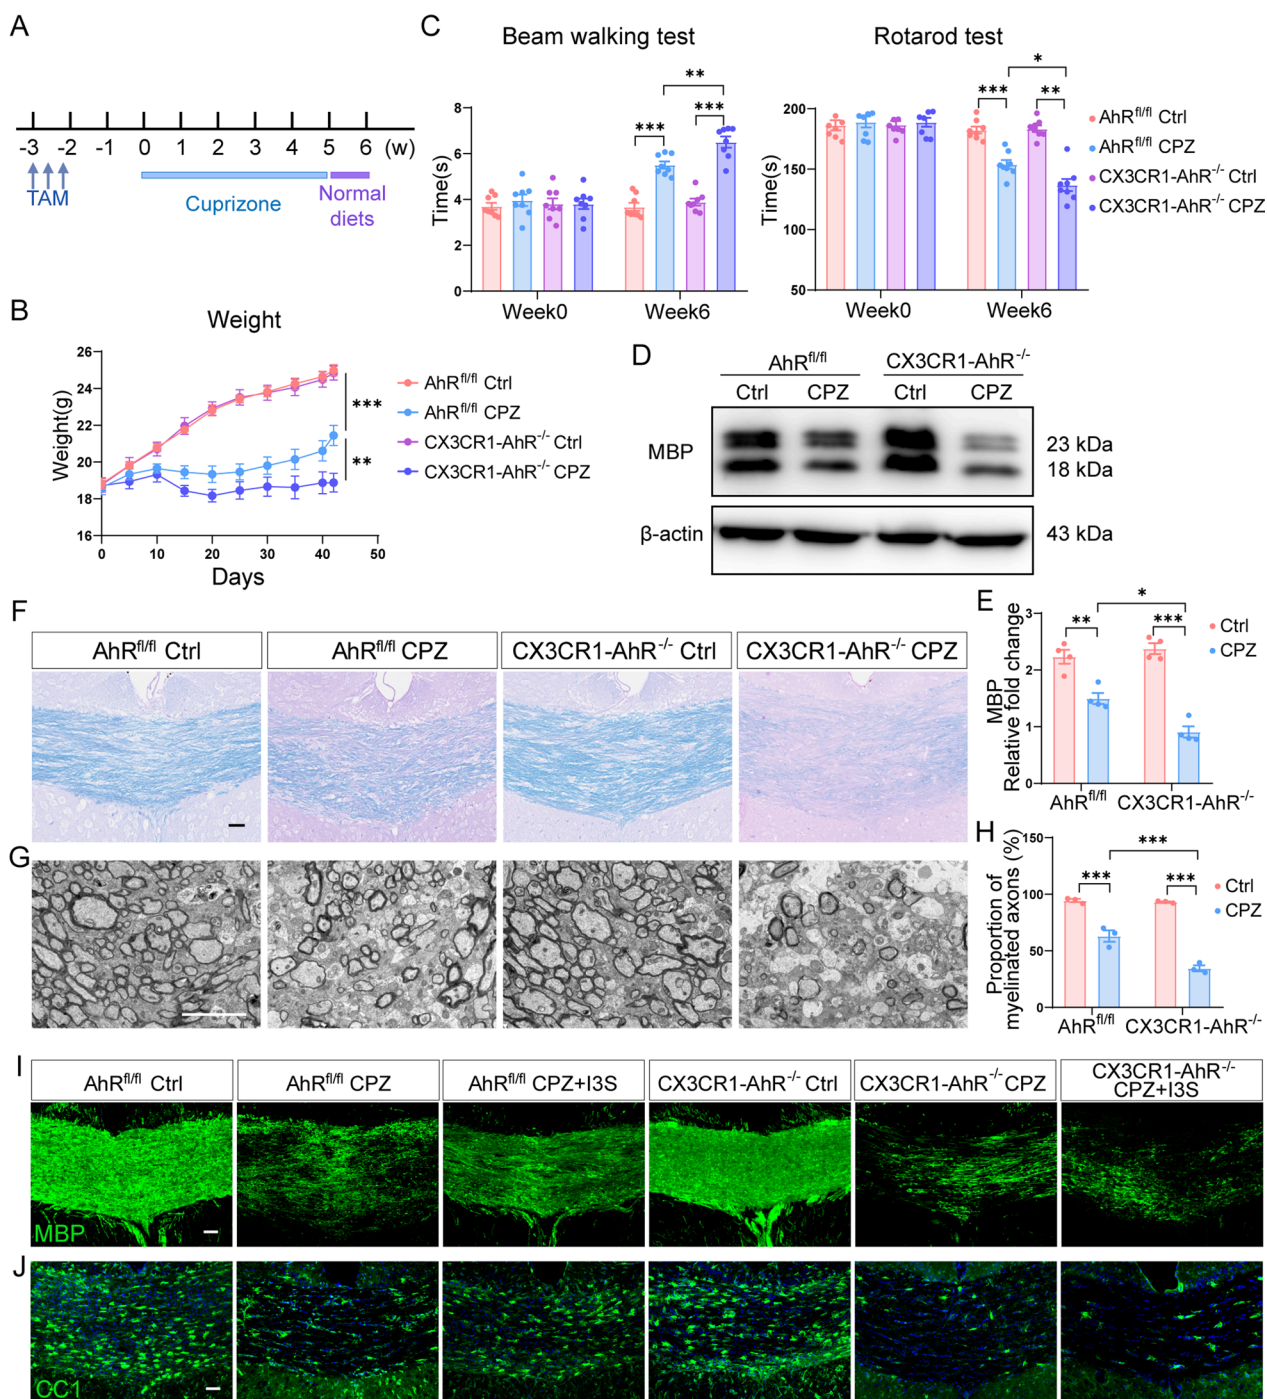 A
-3 -2 -1 0 1 2 3 4 5 6 (w)
TAM
Cuprizone
Normal
diets
B
Weight
Weight(g)
26
24
22
20
18
16
0 10 20 30 40 50
Days
***
**
AhRfl/fl Ctrl
AhRfl/fl CPZ
CX3CR1-AhR-/- Ctrl
CX3CR1-AhR-/- CPZ
C
Beam walking test
Time(s)
8
6
4
2
0
*** ** ***
Week0 Week6
Rotarod test
Time(s)
200
150
100
50
*** * **
Week0 Week6
AhRfl/fl Ctrl
AhRfl/fl CPZ
CX3CR1-AhR-/- Ctrl
CX3CR1-AhR-/- CPZ
D
AhRfl/fl CX3CR1-AhR-/-
Ctrl CPZ Ctrl CPZ
MBP
23 kDa
18 kDa
β-actin
43 kDa
E
MBP
Relative fold change
3
2
1
0
** * ***
Ctrl
CPZ
AhRfl/fl CX3CR1-AhR-/-
F
AhRfl/fl Ctrl AhRfl/fl CPZ CX3CR1-AhR-/- Ctrl CX3CR1-AhR-/- CPZ
G
H
Proportion of
myelinated axons (%)
150
100
50
0
*** *** ***
Ctrl
CPZ
AhRfl/fl CX3CR1-AhR-/-
I
AhRfl/fl Ctrl AhRfl/fl CPZ AhRfl/fl CPZ+I3S CX3CR1-AhR-/- Ctrl CX3CR1-AhR-/- CPZ CX3CR1-AhR-/-
CPZ+I3S
MBP
J
CC1